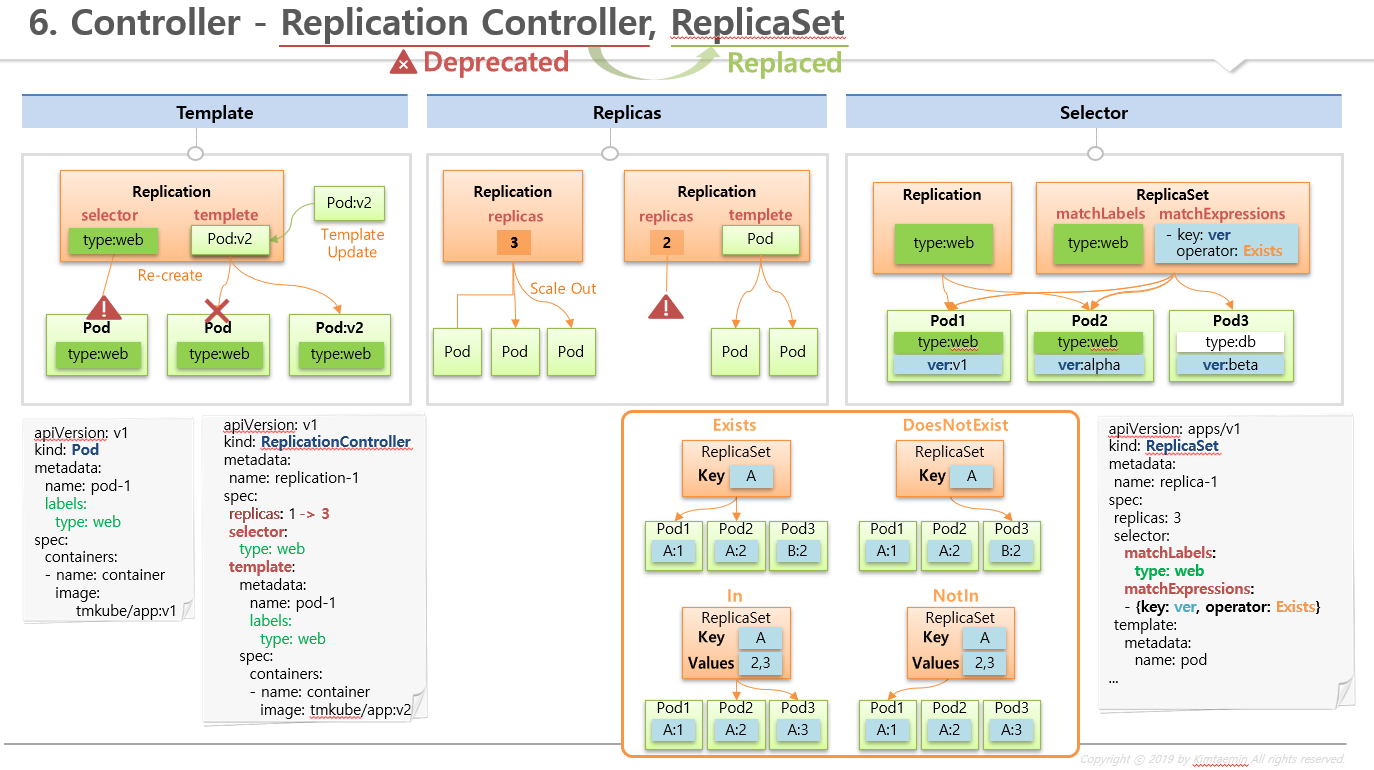 6. Controller - Replication Controller, ReplicaSet
Deprecated
Replaced
Template
Replication
selector
templete
type:web
Pod:v2
Pod:v2
Template
Update
Re-create
Pod
type:web
Pod
type:web
Pod:v2
type:web
Replicas
Replication
replicas
3
Scale Out
Pod
Pod
Pod
Replication
replicas
templete
2
Pod
Pod
Pod
Selector
Replication
type:web
ReplicaSet
matchLabels
matchExpressions
type:web
- key: ver
operator: Exists
Pod1
type:web
ver:v1
Pod2
type:web
ver:alpha
Pod3
type:db
ver:beta
apiVersion: v1
kind: Pod
metadata:
name: pod-1
labels:
type: web
spec:
containers:
- name: container
image:
tmkube/app:v1
apiVersion: v1
kind: ReplicationController
metadata:
name: replication-1
spec:
replicas: 1 -> 3
selector:
type: web
template:
metadata:
name: pod-1
labels:
type: web
spec:
containers:
- name: container
image: tmkube/app:v2
Exists
ReplicaSet
Key A
Pod1 Pod2 Pod3
A:1 A:2 B:2
DoesNotExist
ReplicaSet
Key A
Pod1 Pod2 Pod3
A:1 A:2 B:2
In
ReplicaSet
Key A
Values 2,3
Pod1 Pod2 Pod3
A:1 A:2 A:3
NotIn
ReplicaSet
Key A
Values 2,3
Pod1 Pod2 Pod3
A:1 A:2 A:3
apiVersion: apps/v1
kind: ReplicaSet
metadata:
name: replica-1
spec:
replicas: 3
selector:
matchLabels:
type: web
matchExpressions:
- {key: ver, operator: Exists}
template:
metadata:
name: pod
...
Copyright ⓒ 2019 by Kimtaemin All rights reserved.